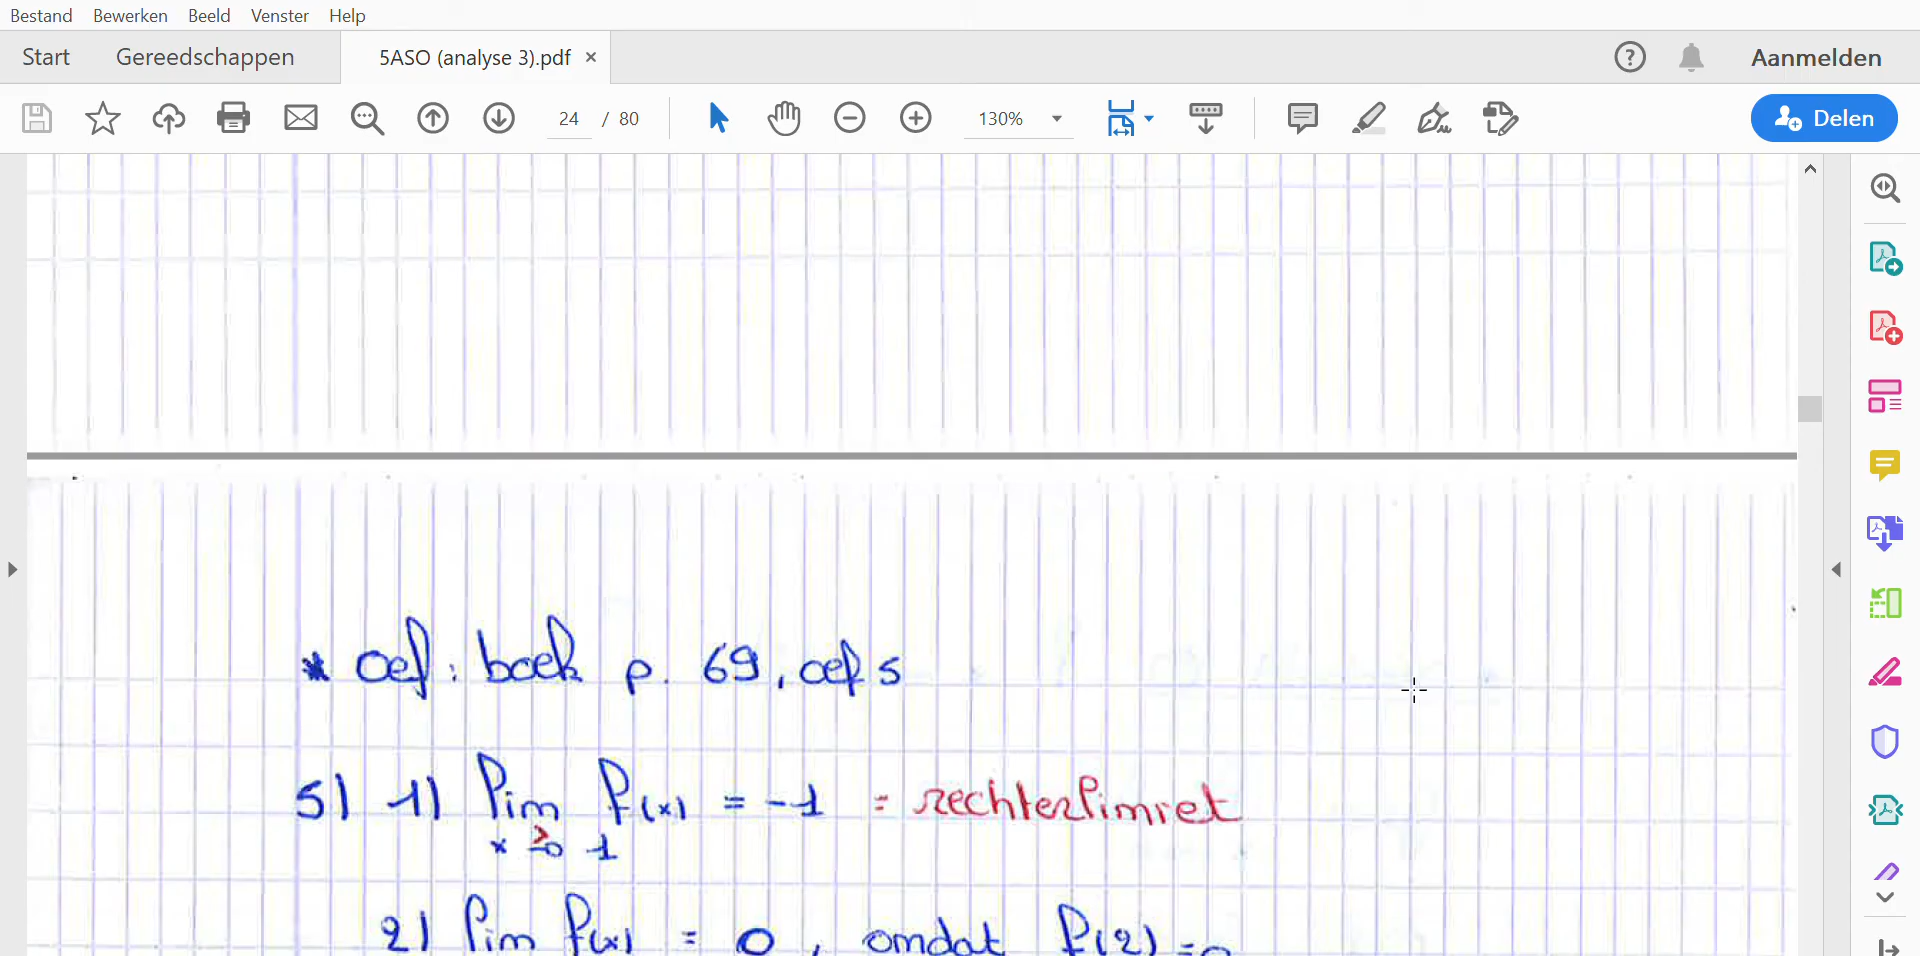 Bestand Bewerken Beeld Venster Help
Start Gereedschappen 5ASO (analyse 3).pdf × Aanmelden
24 / 80 130% Delen
* oef: boek p. 69, oef 5
5) 1) lim f(x) = -1 = rechterlimiet
x →> 1
2) lim f(x) = 0, omdat f(2)=0